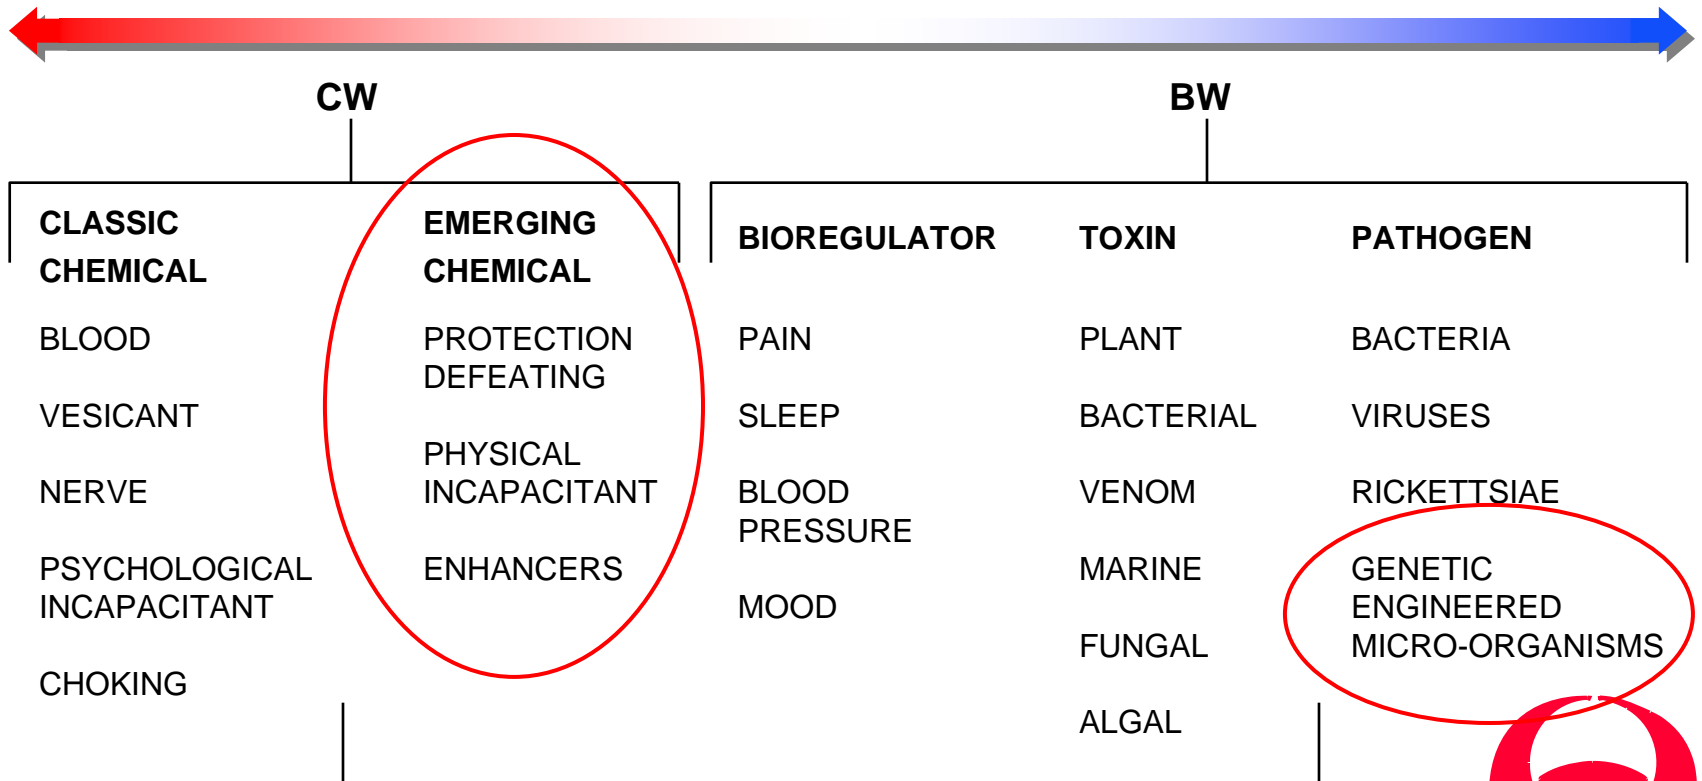 CW
BW
CLASSIC
CHEMICAL
BLOOD
VESICANT
NERVE
PSYCHOLOGICAL
INCAPACITANT
CHOKING
EMERGING
CHEMICAL
PROTECTION
DEFEATING
PHYSICAL
INCAPACITANT
ENHANCERS
BIOREGULATOR
PAIN
SLEEP
BLOOD
PRESSURE
MOOD
TOXIN
PLANT
BACTERIAL
VENOM
MARINE
FUNGAL
ALGAL
PATHOGEN
BACTERIA
VIRUSES
RICKETTSIAE
GENETIC
ENGINEERED
MICRO-ORGANISMS